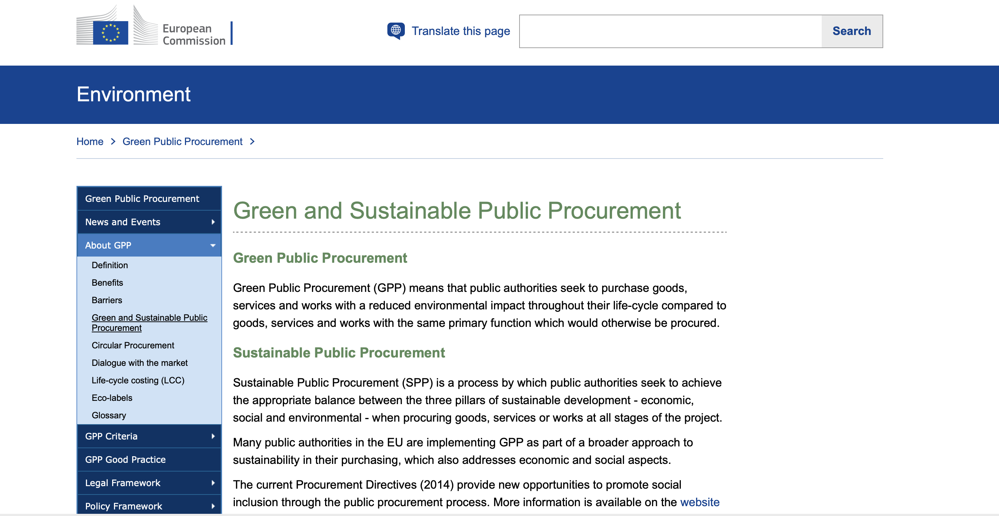 European
Commission
Translate this page
Search
Environment
Home > Green Public Procurement >
Green Public Procurement
News and Events
About GPP
Definition
Benefits
Barriers
Green and Sustainable Public
Procurement
Circular Procurement
Dialogue with the market
Life-cycle costing (LCC)
Eco-labels
Glossary
GPP Criteria
GPP Good Practice
Legal Framework
Policy Framework
Green and Sustainable Public Procurement
Green Public Procurement
Green Public Procurement (GPP) means that public authorities seek to purchase goods,
services and works with a reduced environmental impact throughout their life-cycle compared to
goods, services and works with the same primary function which would otherwise be procured.
Sustainable Public Procurement
Sustainable Public Procurement (SPP) is a process by which public authorities seek to achieve
the appropriate balance between the three pillars of sustainable development - economic,
social and environmental - when procuring goods, services or works at all stages of the project.
Many public authorities in the EU are implementing GPP as part of a broader approach to
sustainability in their purchasing, which also addresses economic and social aspects.
The current Procurement Directives (2014) provide new opportunities to promote social
inclusion through the public procurement process. More information is available on the website